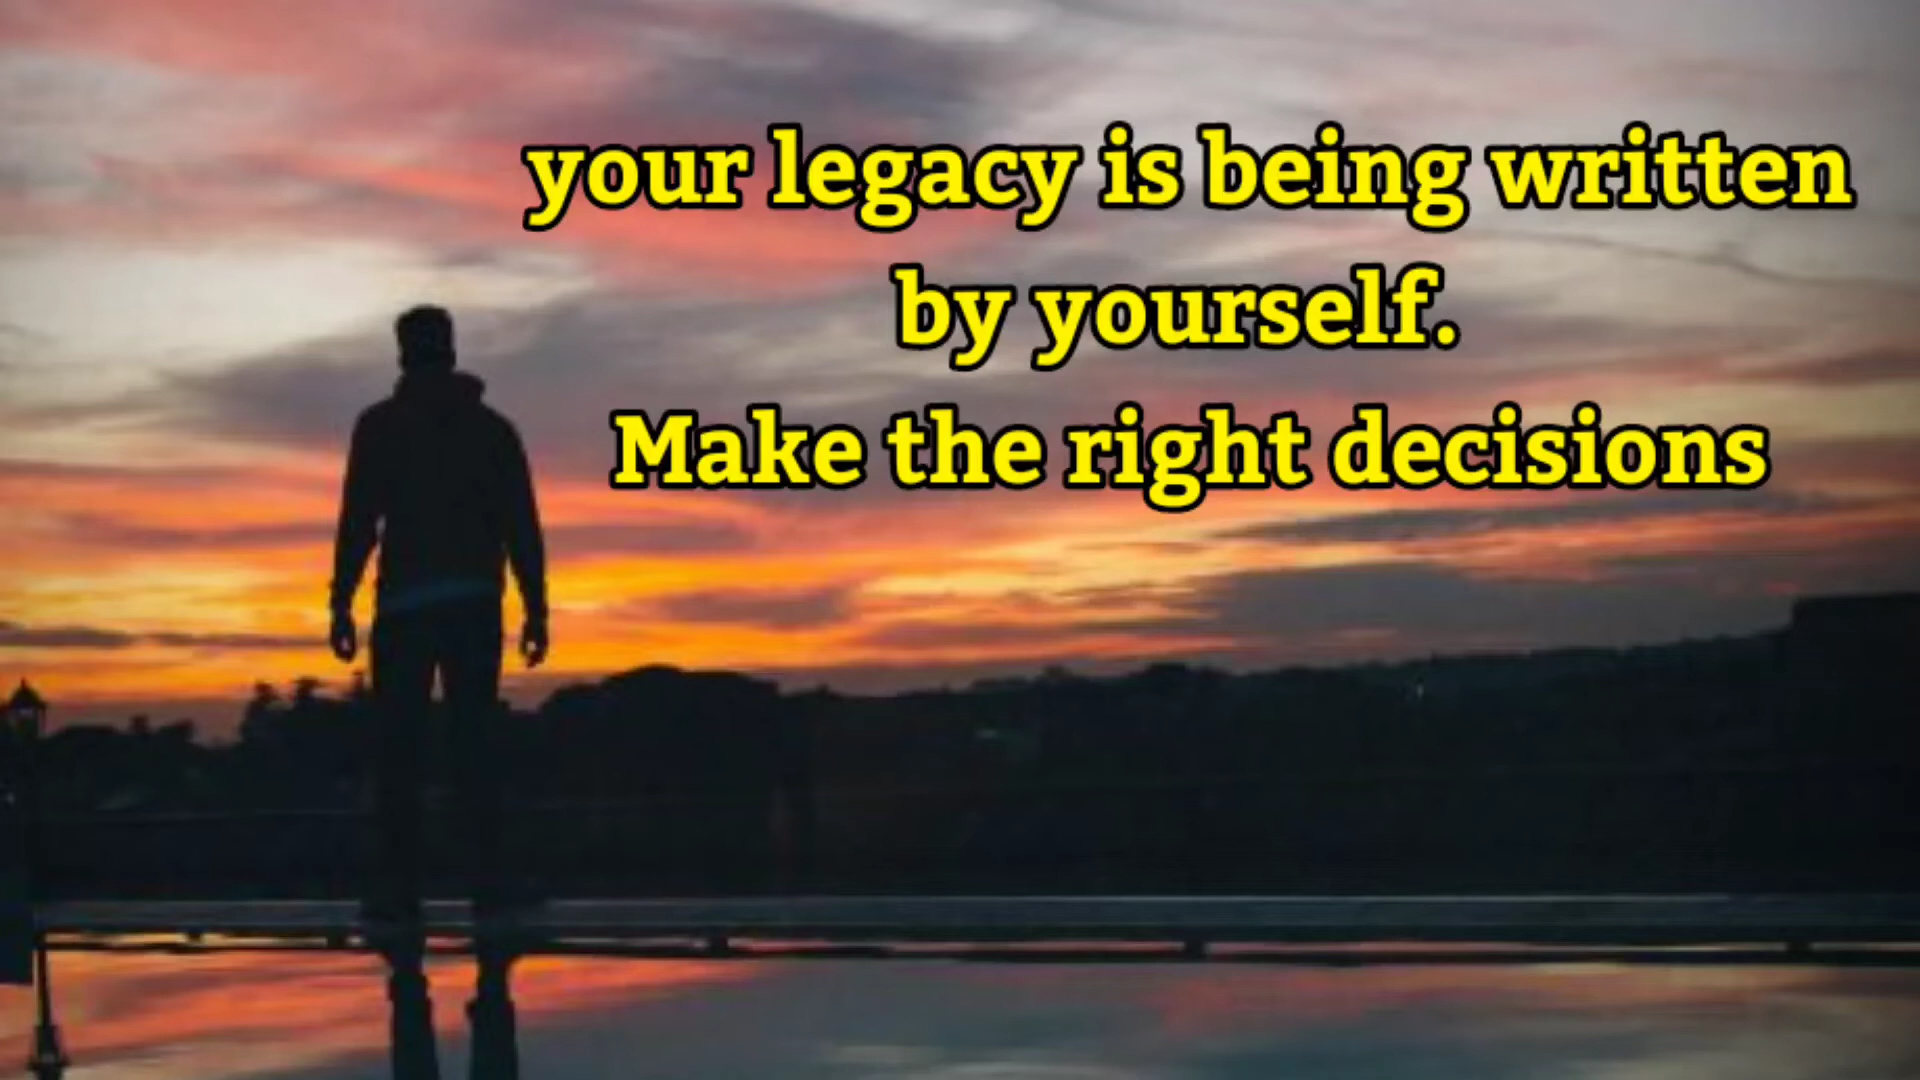 your legacy is being written
by yourself.
Make the right decisions